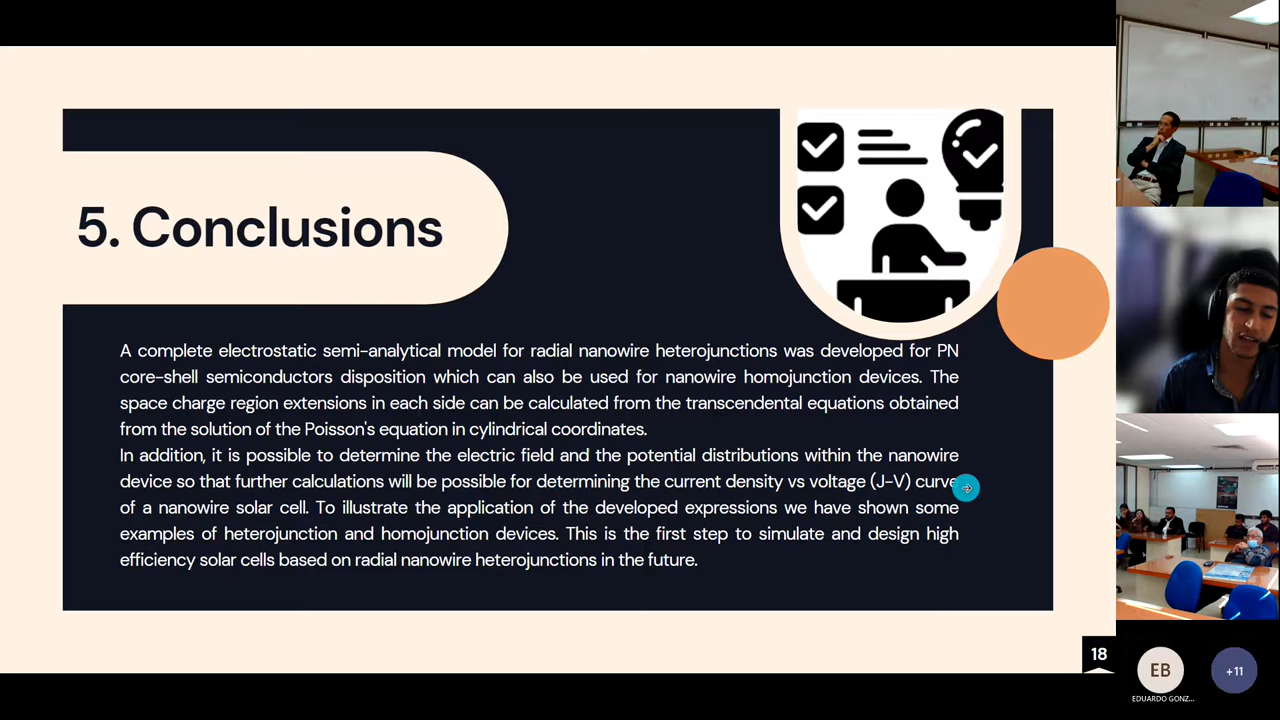 5. Conclusions
A complete electrostatic semi-analytical model for radial nanowire heterojunctions was developed for PN
core-shell semiconductors disposition which can also be used for nanowire homojunction devices. The
space charge region extensions in each side can be calculated from the transcendental equations obtained
from the solution of the Poisson's equation in cylindrical coordinates.
In addition, it is possible to determine the electric field and the potential distributions within the nanowire
device so that further calculations will be possible for determining the current density vs voltage (J-V) curve
of a nanowire solar cell. To illustrate the application of the developed expressions we have shown some
examples of heterojunction and homojunction devices. This is the first step to simulate and design high
efficiency solar cells based on radial nanowire heterojunctions in the future.
18
EB
EDUARDO GONZ...
+11